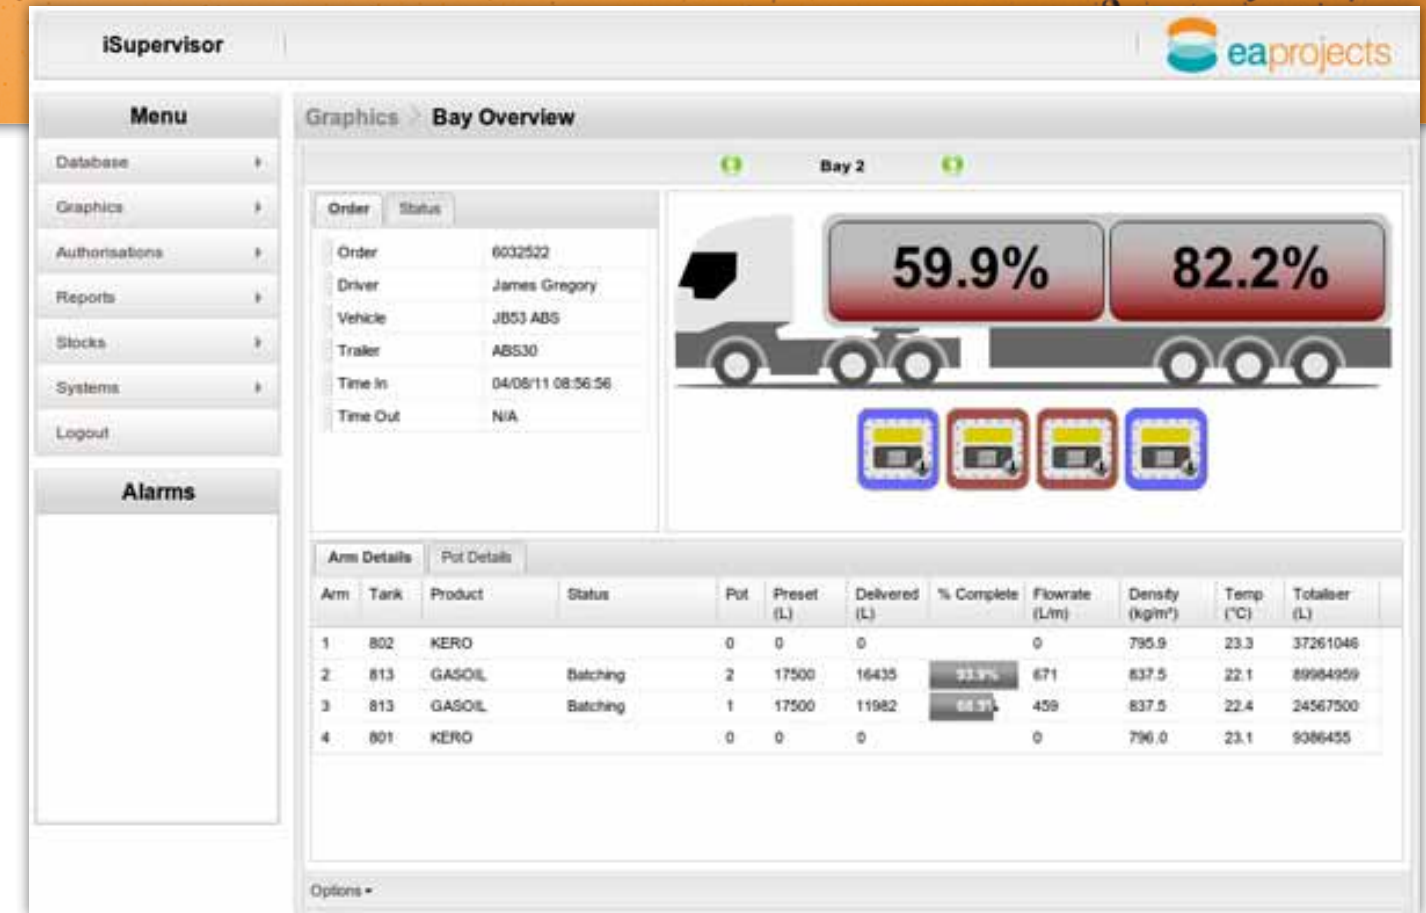 iSupervisor
eaprojects
Menu
Database
Graphics
Authorisations
Reports
Stocks
Systems
Logout
Alarms
Graphics > Bay Overview
Bay 2
Order Status
Order 6032522
Driver James Gregory
Vehicle JB53 ABS
Trailer ABS30
Time In 04/08/11 08:56:56
Time Out N/A
59.9% 82.2%
Arm Details Pot Details
Arm Tank Product Status Pot Preset (L) Delivered (L) % Complete Flowrate (L/m) Density (kg/m³) Temp (°C) Totaliser (L)
1 802 KERO 0 0 0 0 795.9 23.3 37261046
2 813 GASOIL Batching 2 17500 16435 93.9% 671 837.5 22.1 89984959
3 813 GASOIL Batching 1 17500 11982 459 837.5 22.4 24567500
4 801 KERO 0 0 0 0 796.0 23.1 9386455
Options